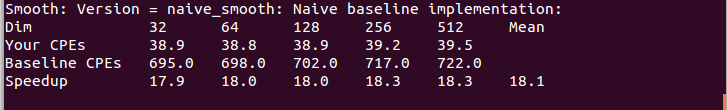 Smooth: Version = naive_smooth: Naive baseline implementation:
Dim 32 64 128 256 512 Mean
Your CPEs 38.9 38.8 38.9 39.2 39.5
Baseline CPEs 695.0 698.0 702.0 717.0 722.0
Speedup 17.9 18.0 18.0 18.3 18.3 18.1